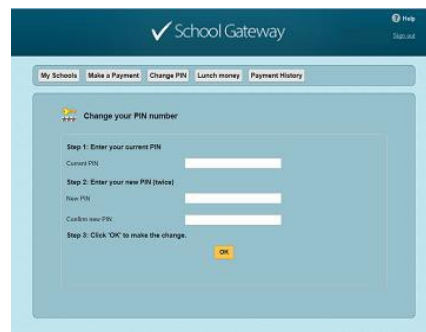 Help
School Gateway
Sign out
My Schools Make a Payment Change PIN Lunch money Payment History
Change your PIN number
Step 1: Enter your current PIN
Current PIN
Step 2: Enter your new PIN (twice)
New PIN
Confirm new PIN
Step 3: Click 'OK' to make the change.
OK